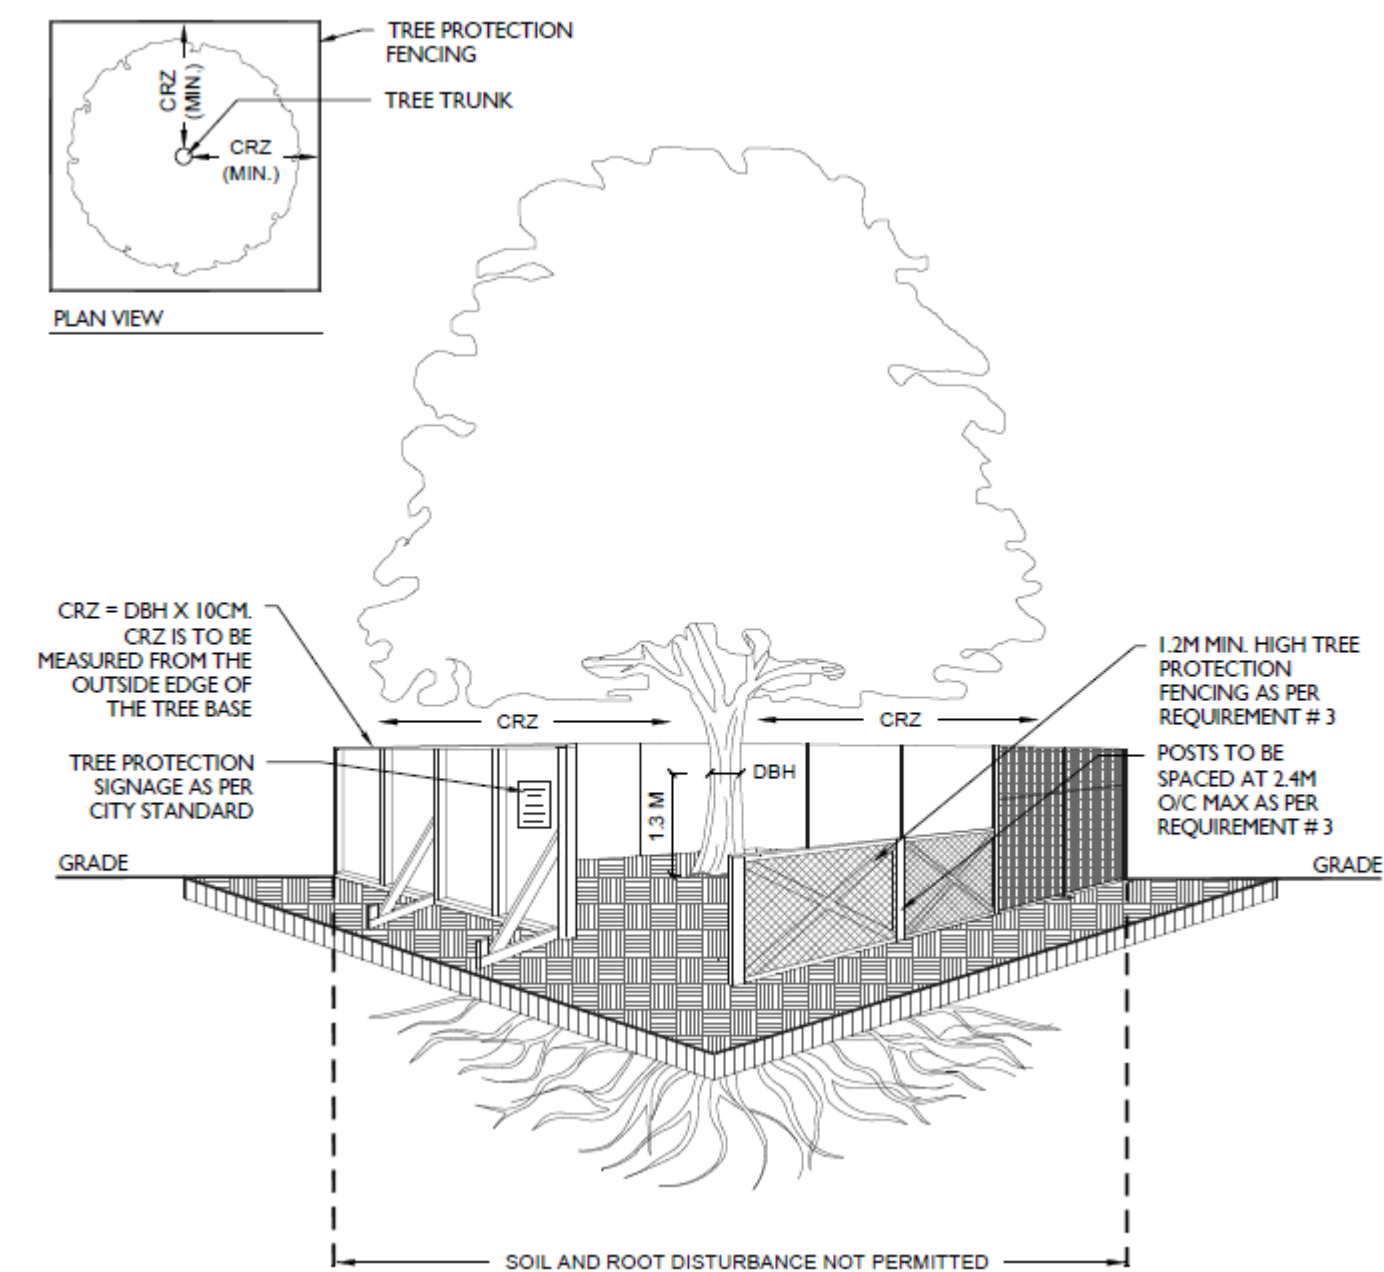 TREE PROTECTION
FENCING
CRZ
(MIN.)
TREE TRUNK
CRZ
(MIN.)
PLAN VIEW
CRZ = DBH X 10CM.
CRZ IS TO BE
MEASURED FROM THE
OUTSIDE EDGE OF
THE TREE BASE
1.2M MIN. HIGH TREE
PROTECTION
FENCING AS PER
REQUIREMENT # 3
CRZ
CRZ
TREE PROTECTION
SIGNAGE AS PER
CITY STANDARD
DBH
1.3 M
POSTS TO BE
SPACED AT 2.4M
O/C MAX AS PER
REQUIREMENT # 3
GRADE
GRADE
SOIL AND ROOT DISTURBANCE NOT PERMITTED